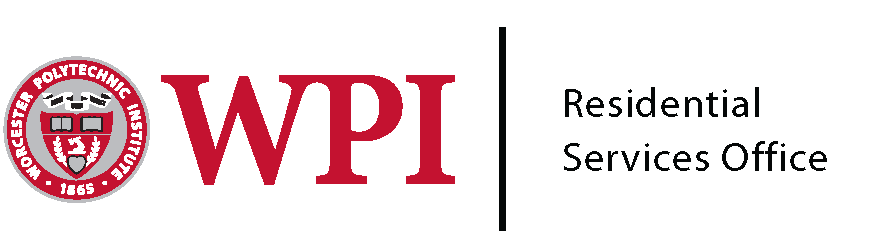 WORCESTER POLYTECHNIC INSTITUTE
1865
WPI
Residential
Services Office